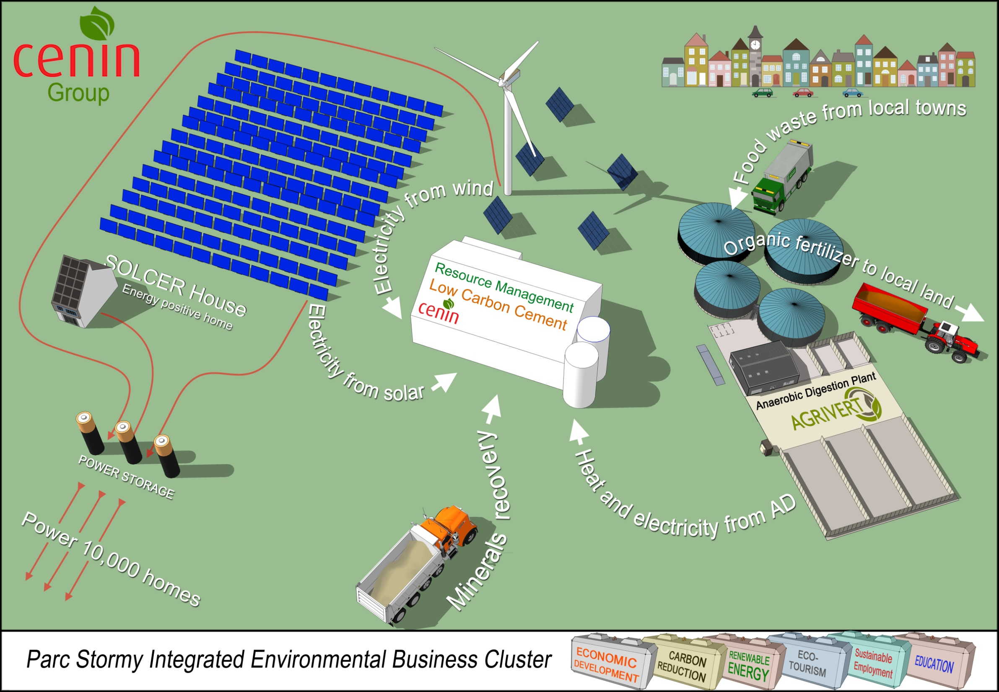 cenin
Group
Food waste from local towns
Electricity from wind
Organic fertilizer to local land
SOLCER House
Energy positive home
Resource Management
Low Carbon Cement
cenin
Electricity from solar
Anaerobic Digestion Plant
AGRIVERT
POWER STORAGE
Minerals recovery
Heat and electricity from AD
Power 10,000 homes
Parc Stormy Integrated Environmental Business Cluster
ECONOMIC
DEVELOPMENT
CARBON
REDUCTION
RENEWABLE
ENERGY
ECO-
TOURISM
Sustainable
Employment
EDUCATION